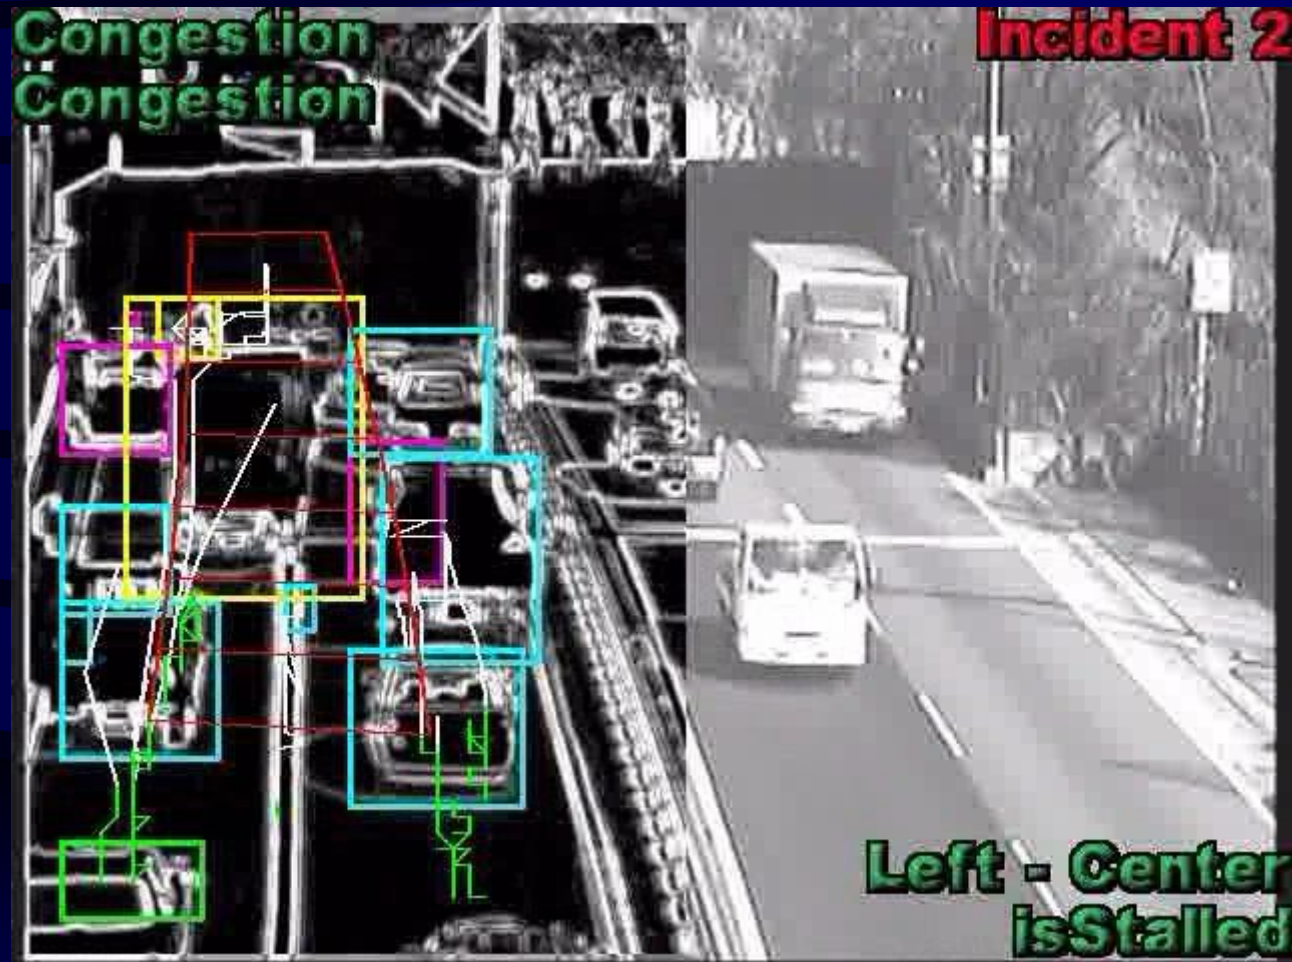 Congestion
Congestion
Incident 2
Left - Center
isStalled